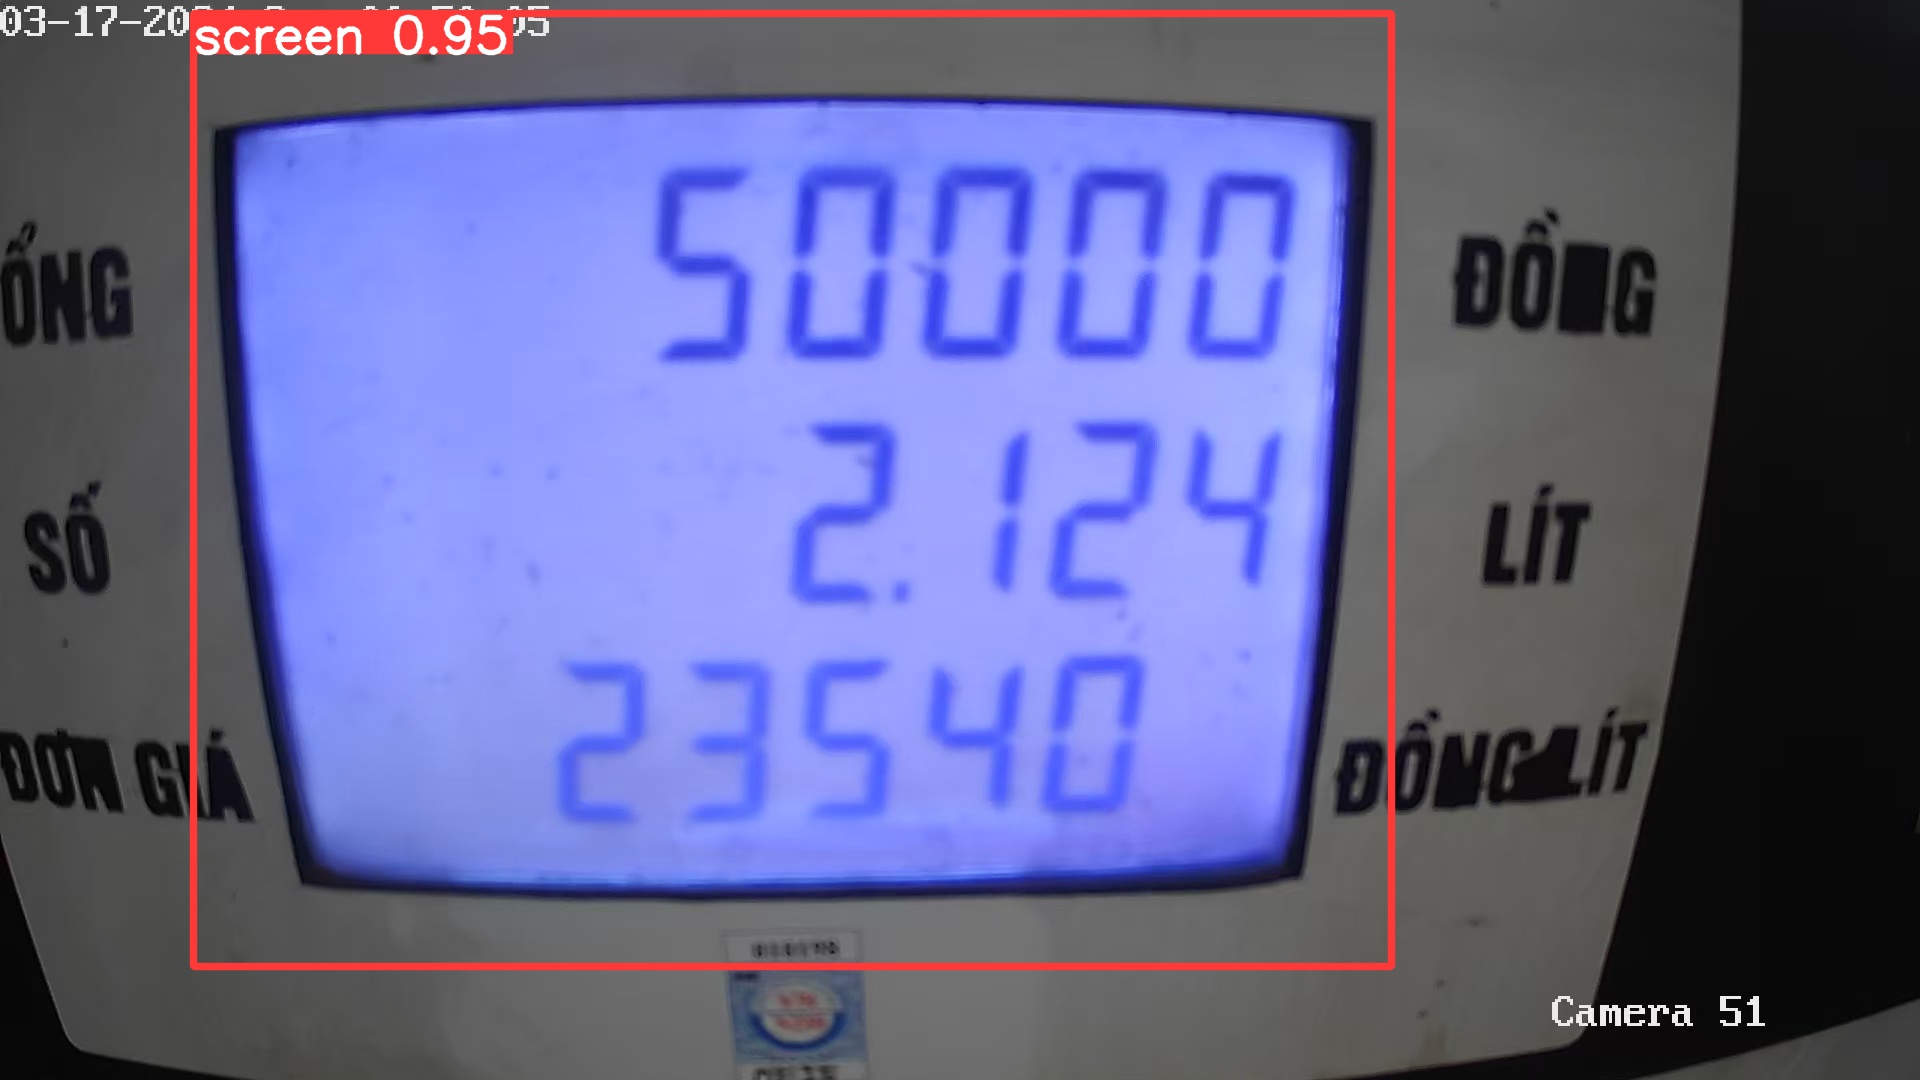 screen 0.95
50000
ỔNG
ĐỒNG
2.124
SỐ
LÍT
23540
ĐƠN GIÁ
ĐỒNG/LÍT
Camera 51